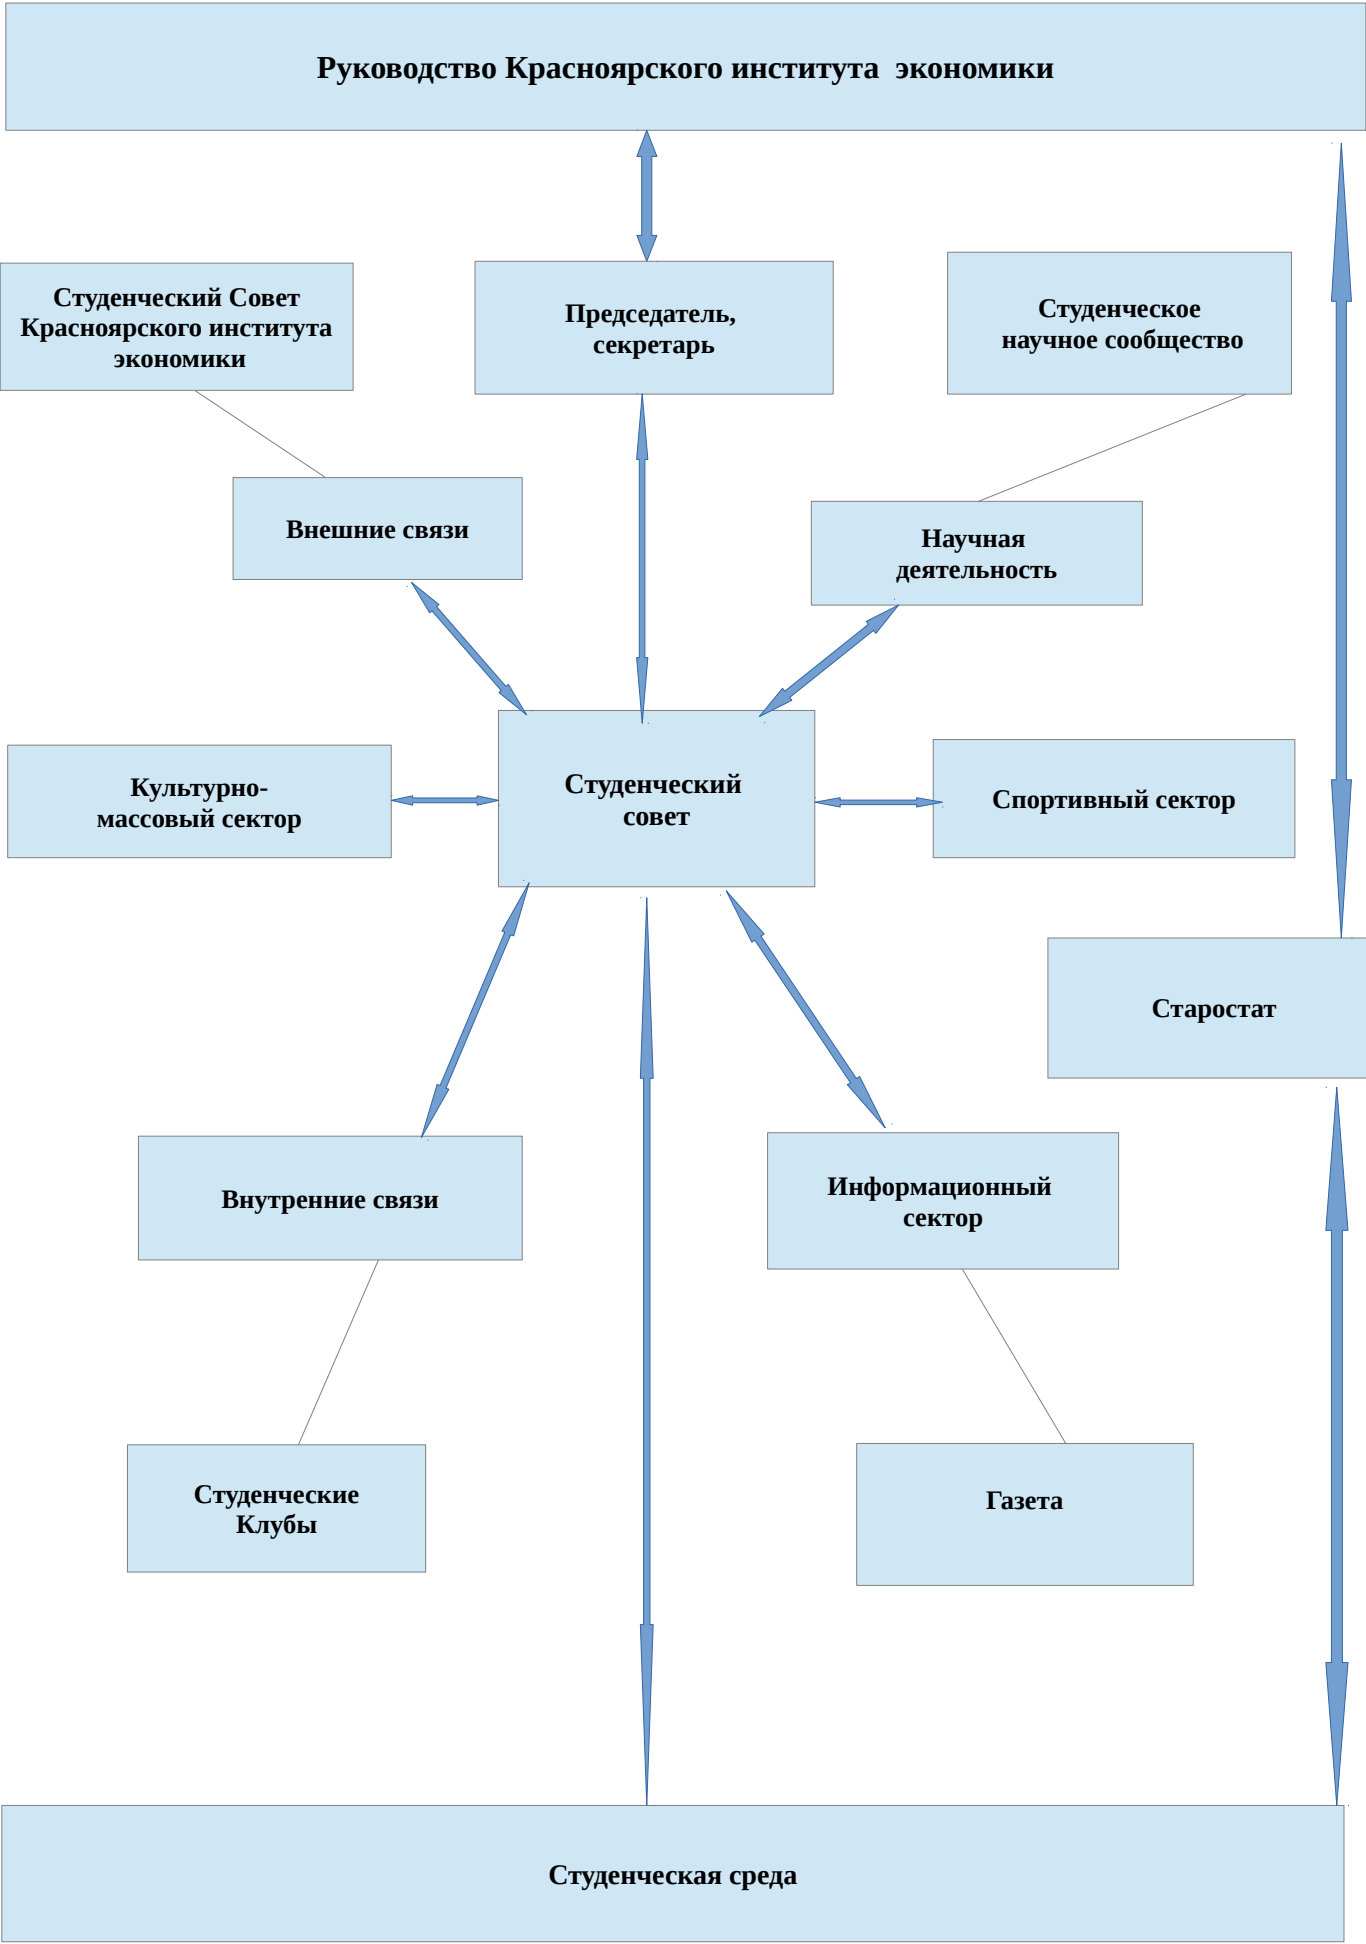 Руководство Красноярского института  экономики
Студенческий Совет
Красноярского института
экономики
Председатель,
секретарь
Студенческое
научное сообщество
Внешние связи
Научная
деятельность
Культурно-
массовый сектор
Студенческий
совет
Спортивный сектор
Старостат
Внутренние связи
Информационный
сектор
Студенческие
Клубы
Газета
Студенческая среда